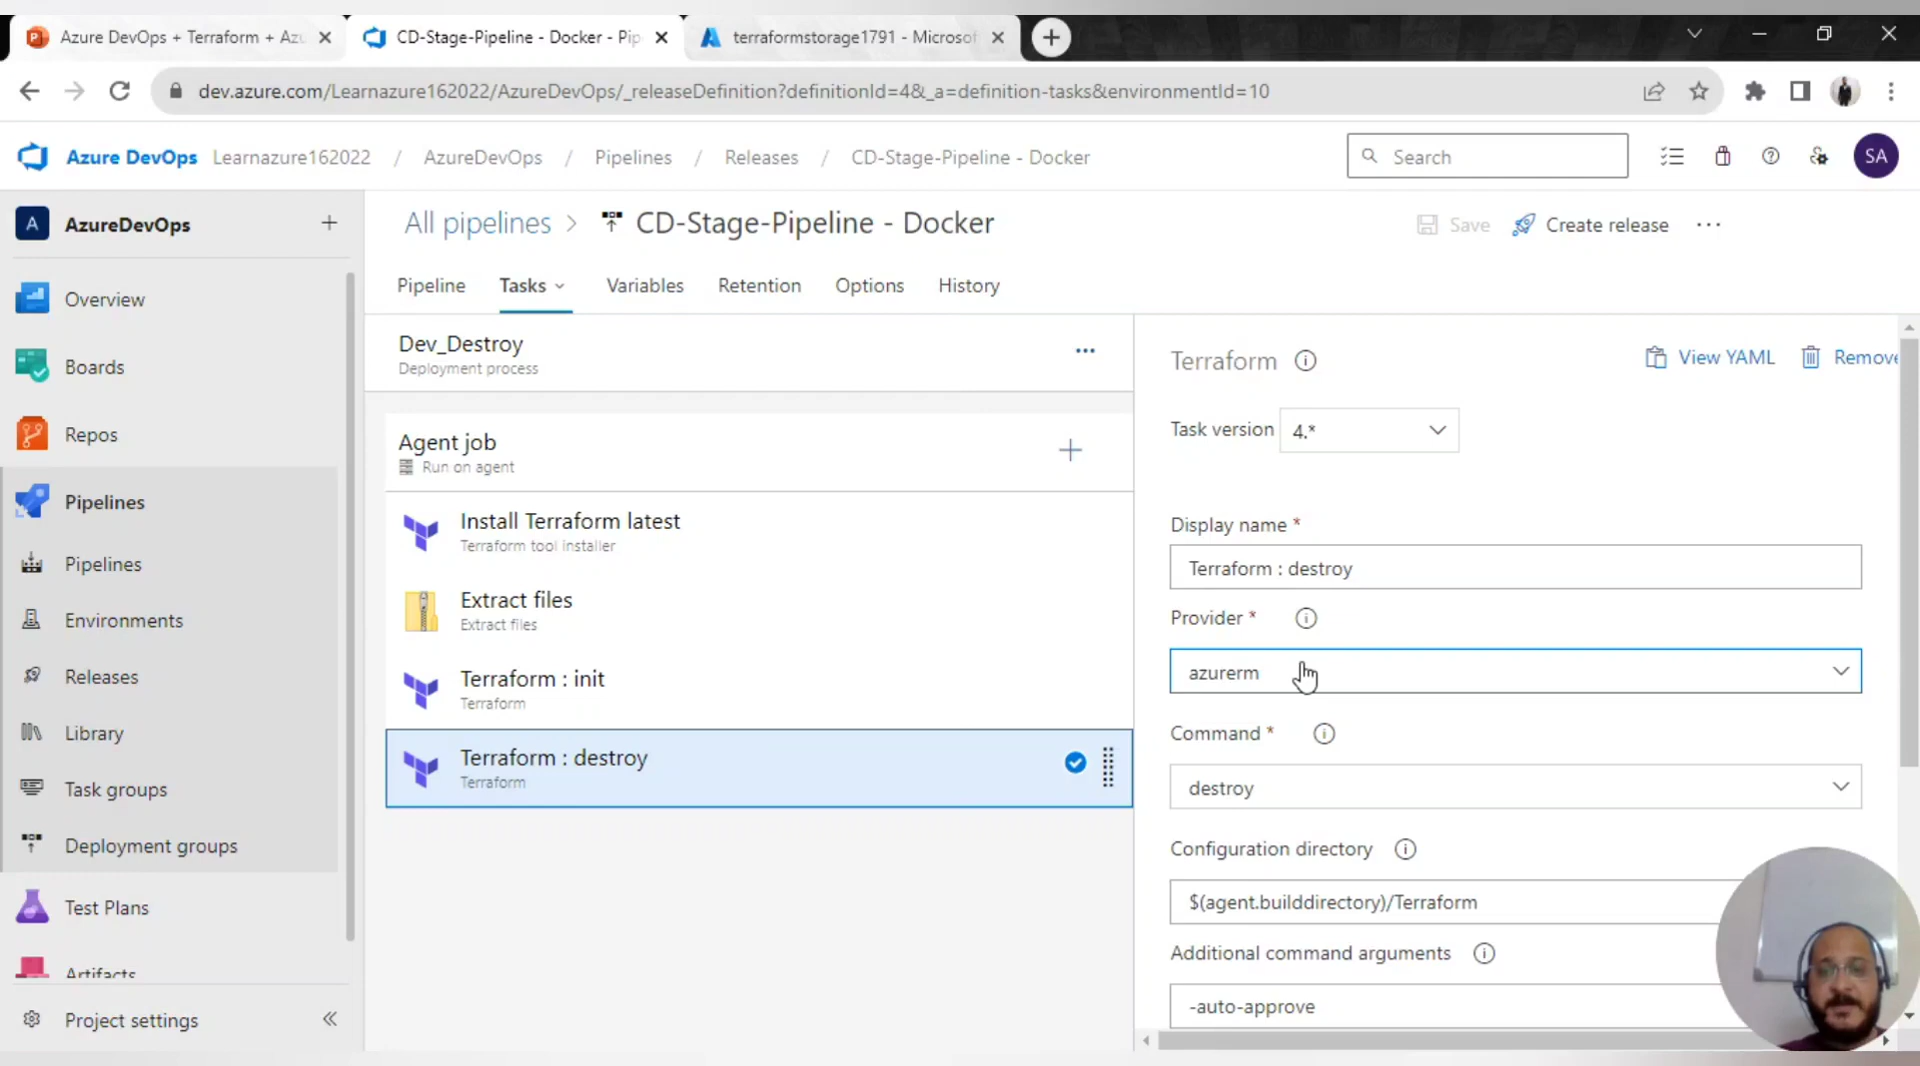 Azure DevOps + Terraform + Azu
CD-Stage-Pipeline - Docker - Pip
terraformstorage1791 - Microsof
dev.azure.com/Learnazure162022/AzureDevOps/_releaseDefinition?definitionId=4&_a=definition-tasks&environmentId=10
Azure DevOps Learnazure162022 / AzureDevOps / Pipelines / Releases / CD-Stage-Pipeline - Docker
Search
SA
A AzureDevOps
Overview
Boards
Repos
Pipelines
Pipelines
Environments
Releases
Library
Task groups
Deployment groups
Test Plans
Artifacts
Project settings
All pipelines > CD-Stage-Pipeline - Docker
Save Create release
Pipeline Tasks Variables Retention Options History
Dev_Destroy
Deployment process
Agent job
Run on agent
Install Terraform latest
Terraform tool installer
Extract files
Extract files
Terraform : init
Terraform
Terraform : destroy
Terraform
Terraform
View YAML Remove
Task version 4.*
Display name *
Terraform : destroy
Provider *
azurerm
Command *
destroy
Configuration directory
$(agent.builddirectory)/Terraform
Additional command arguments
-auto-approve